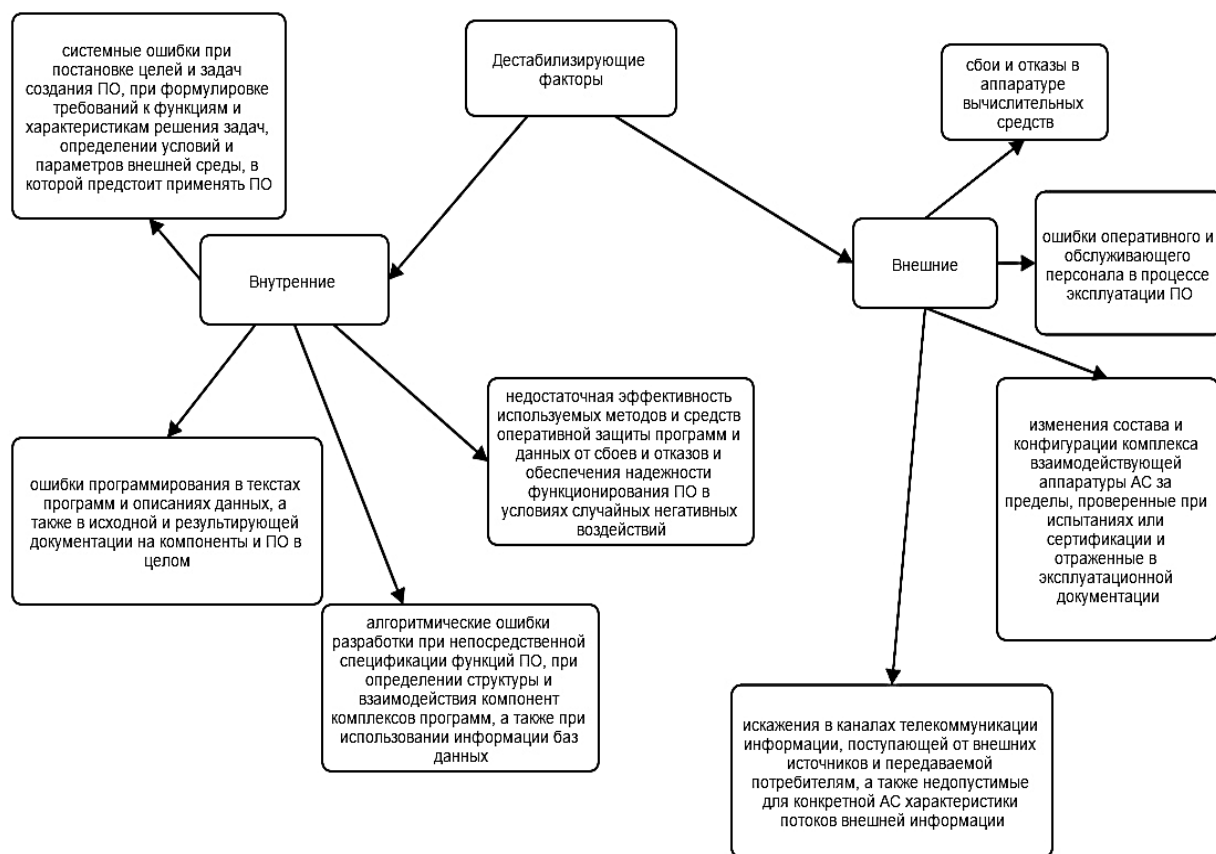 Дестабилизирующие
факторы
системные ошибки при
постановке целей и задач
создания ПО, при формулировке
требований к функциям и
характеристикам решения задач,
определении условий и
параметров внешней среды, в
которой предстоит применять ПО
сбои и отказы в
аппаратуре
вычислительных
средств
Внутренние
Внешние
ошибки оперативного и
обслуживающего
персонала в процессе
эксплуатации ПО
ошибки программирования в текстах
программ и описаниях данных, а
также в исходной и результирующей
документации на компоненты и ПО в
целом
недостаточная эффективность
используемых методов и средств
оперативной защиты программ и
данных от сбоев и отказов и
обеспечения надежности
функционирования ПО в
условиях случайных негативных
воздействий
изменения состава и
конфигурации комплекса
взаимодействующей
аппаратуры АС за
пределы, проверенные при
испытаниях или
сертификации и
отраженные в
эксплуатационной
документации
алгоритмические ошибки
разработки при непосредственной
спецификации функций ПО, при
определении структуры и
взаимодействия компонент
комплексов программ, а также при
использовании информации баз
данных
искажения в каналах телекоммуникации
информации, поступающей от внешних
источников и передаваемой
потребителям, а также недопустимые
для конкретной АС характеристики
потоков внешней информации